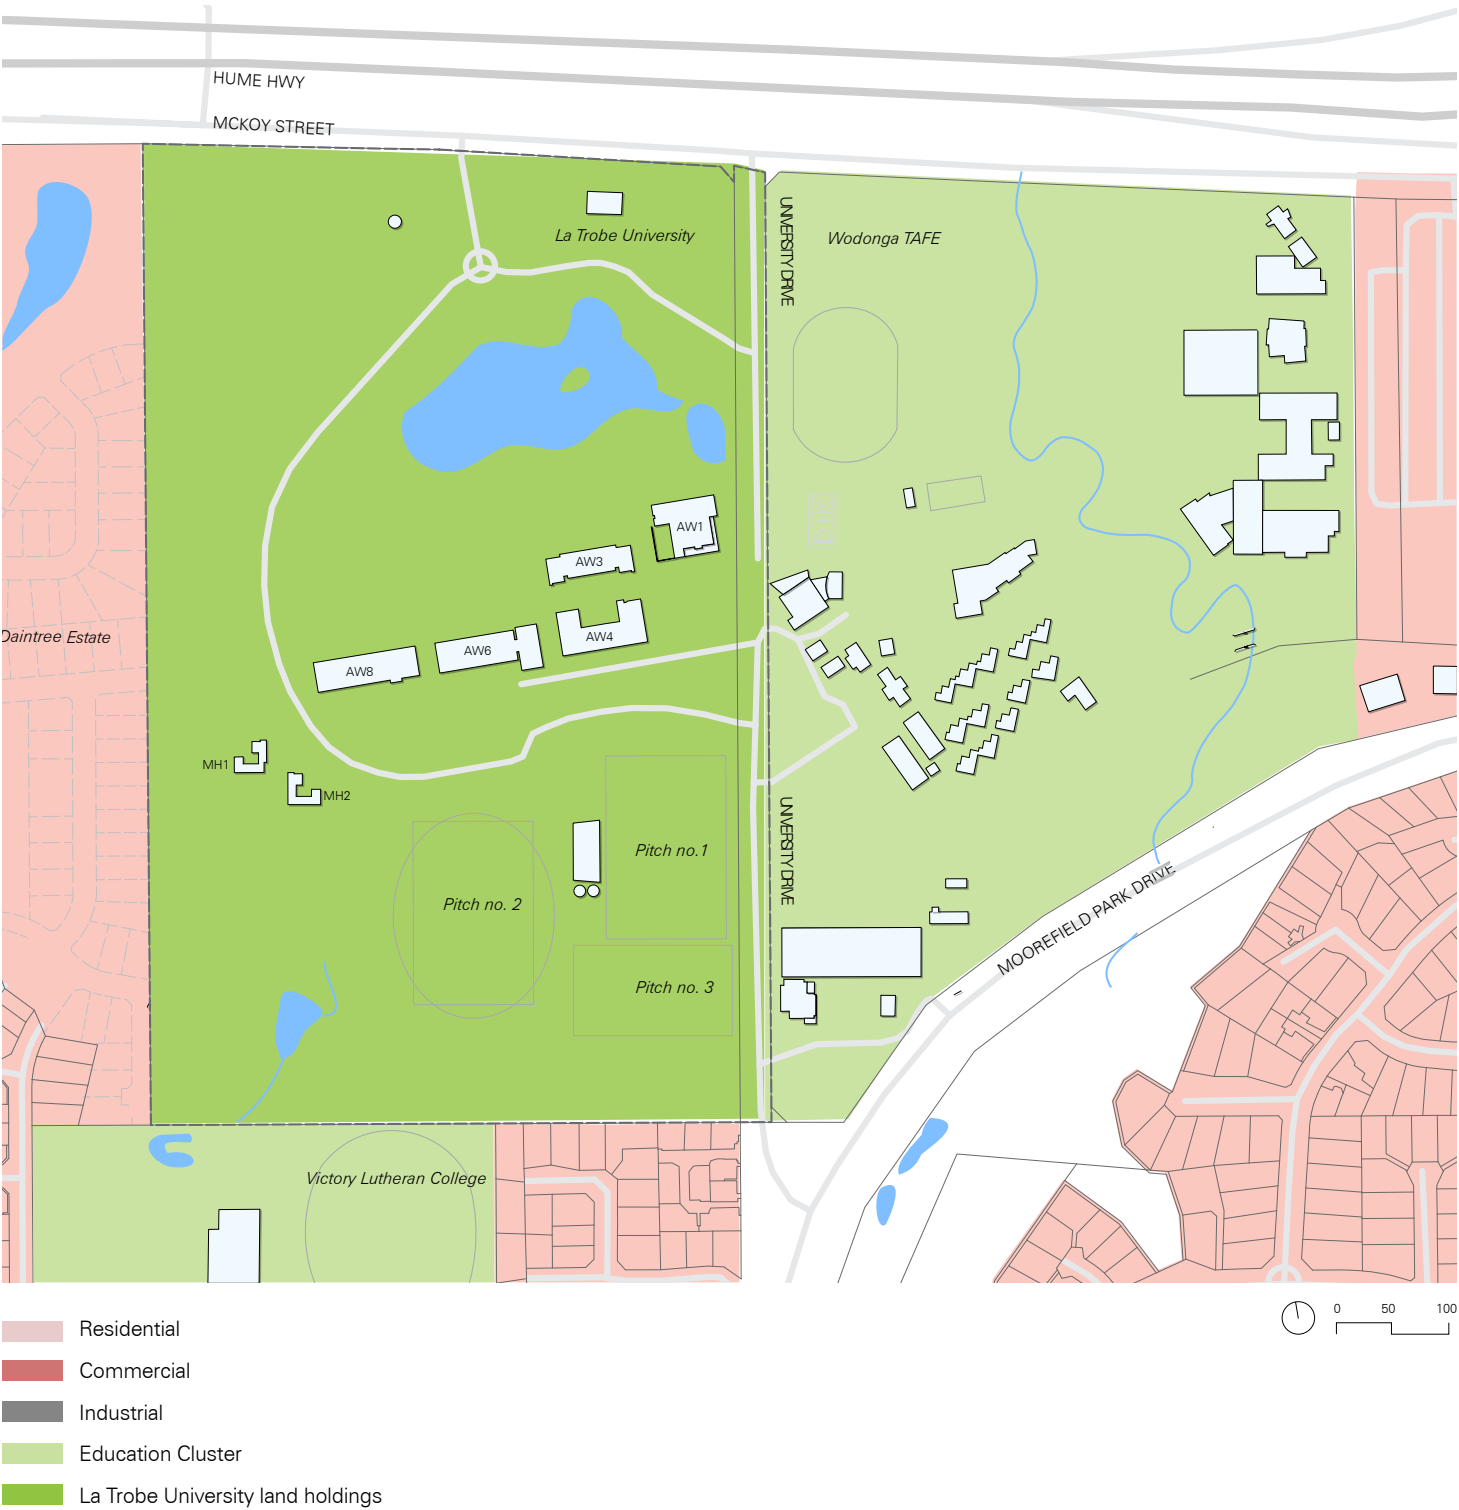 HUME HWY
MCKOY STREET
La Trobe University
UNIVERSITY DRIVE
Wodonga TAFE
AW1
AW3
AW4
AW6
AW8
Daintree Estate
MH1
MH2
UNIVERSITY DRIVE
Pitch no.1
Pitch no. 2
Pitch no. 3
MOOREFIELD PARK DRIVE
Victory Lutheran College
0 50 100
Residential
Commercial
Industrial
Education Cluster
La Trobe University land holdings